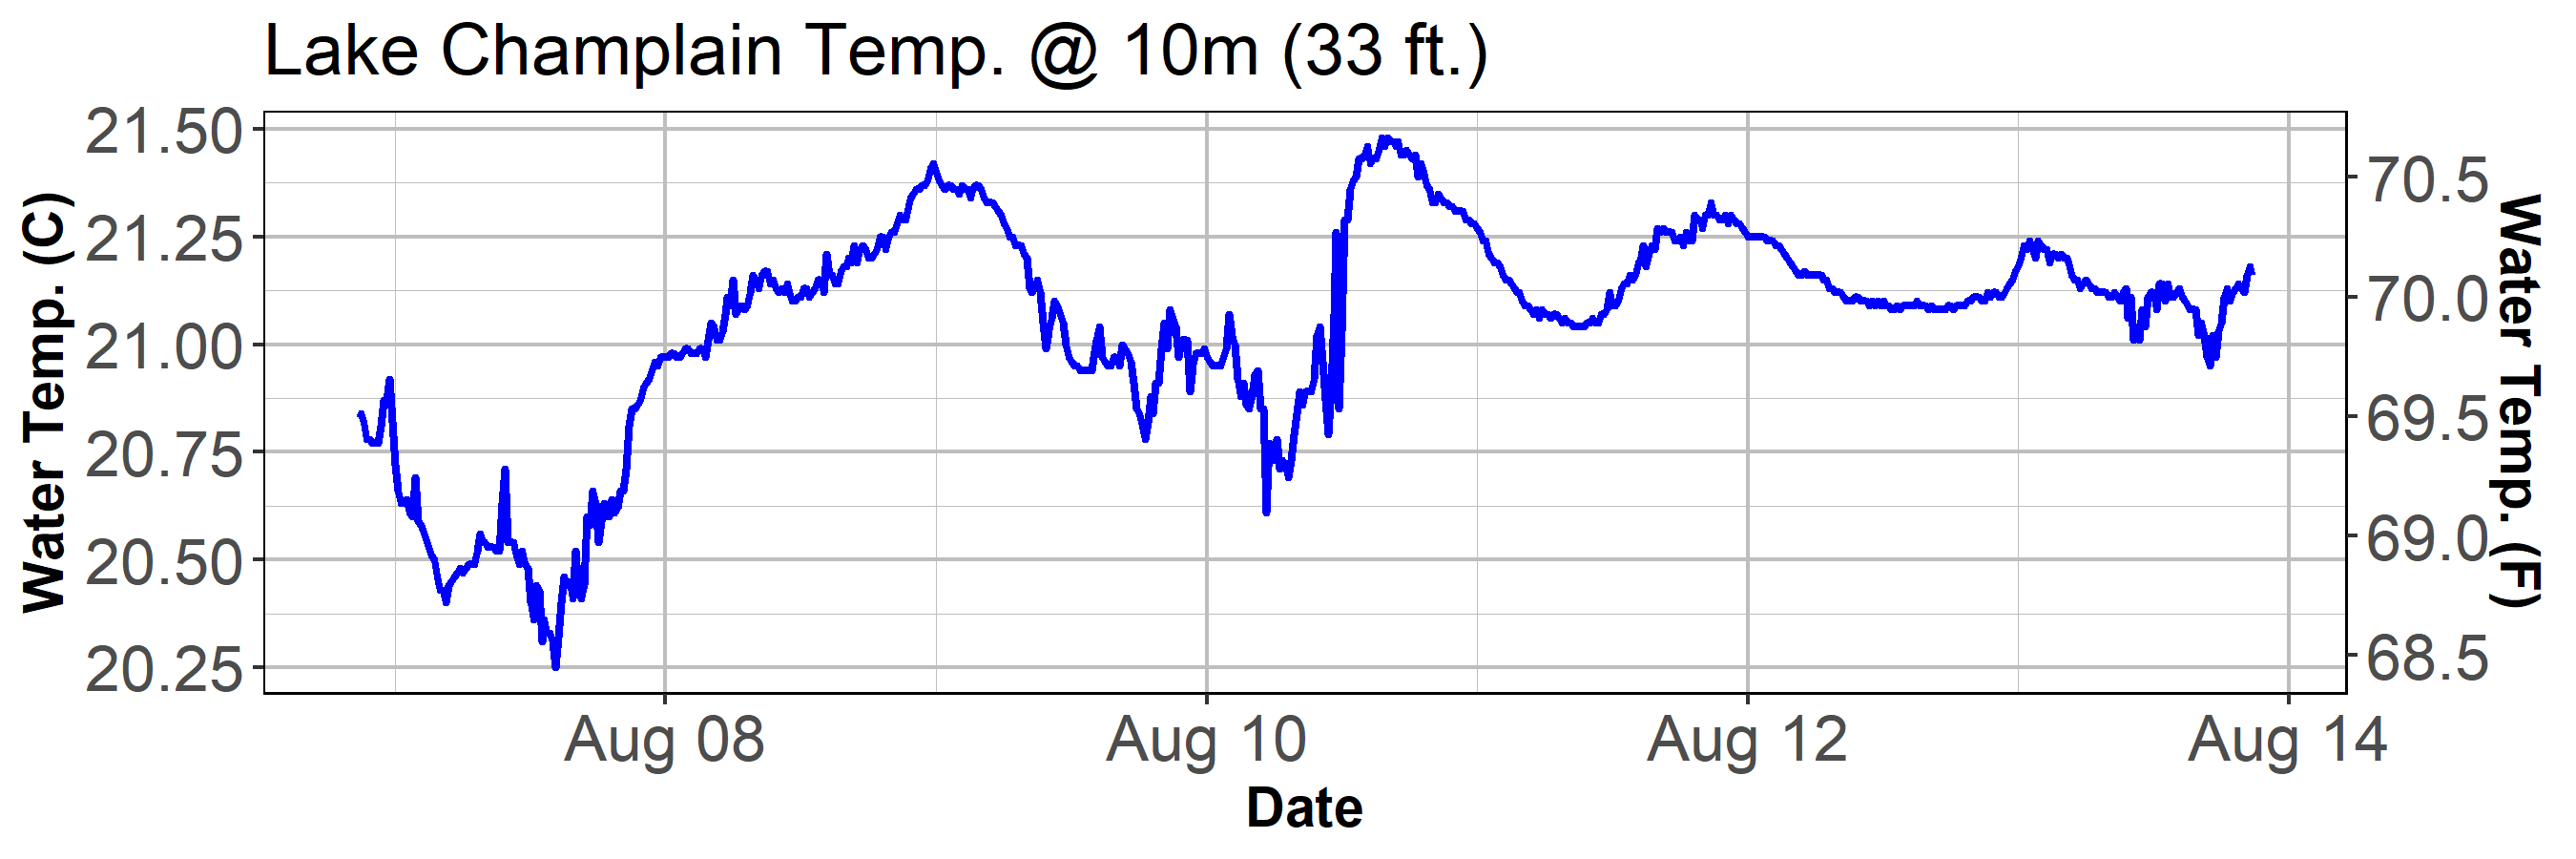 Lake Champlain Temp. @ 10m (33 ft.)
Water Temp. (C)
21.50
21.25
21.00
20.75
20.50
20.25
70.5
70.0
69.5
69.0
68.5
Water Temp. (F)
Aug 08 Aug 10 Aug 12 Aug 14
Date